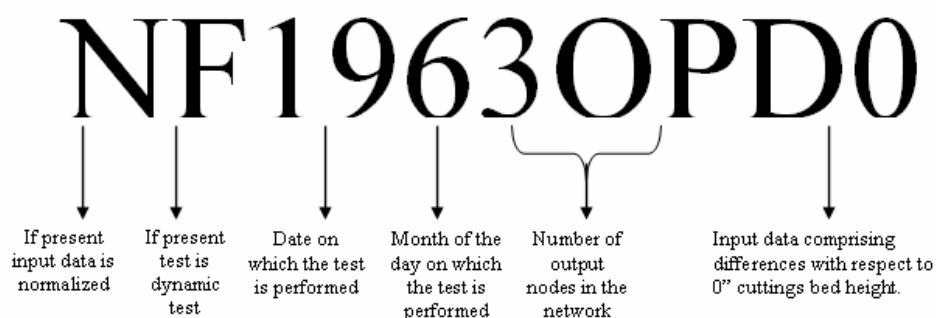 NF1963OPD0
If present
input data is
normalized
If present
test is
dynamic
test
Date on
which the test
is performed
Month of the
day on which
the test is
performed
Number of
output
nodes in the
network
Input data comprising
differences with respect to
0” cuttings bed height.